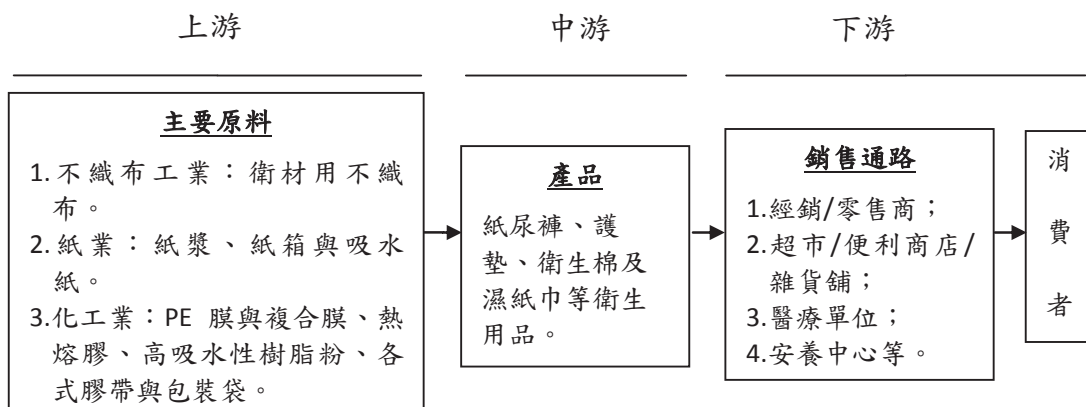 上游
中游
下游
主要原料
1.不織布工業：衛材用不織
布。
2.紙業：紙漿、紙箱與吸水
紙。
3.化工業：PE 膜與複合膜、熱
熔膠、高吸水性樹脂粉、各
式膠帶與包裝袋。
產品
紙尿褲、護
墊、衛生棉及
濕紙巾等衛生
用品。
銷售通路
1.經銷/零售商；
2.超市/便利商店/
雜貨舖；
3.醫療單位；
4.安養中心等。
消
費
者